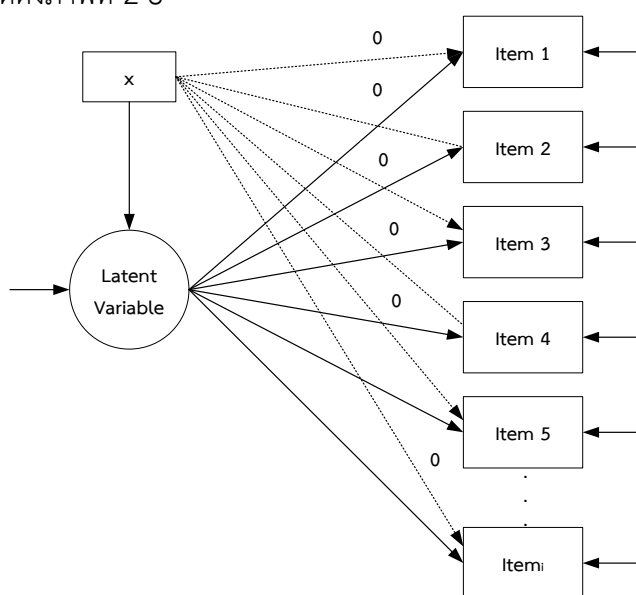 0
Item 1
x
0
Item 2
0
Item 3
0
Latent
Variable
0
Item 4
Item 5
0
.
.
.
Itemi